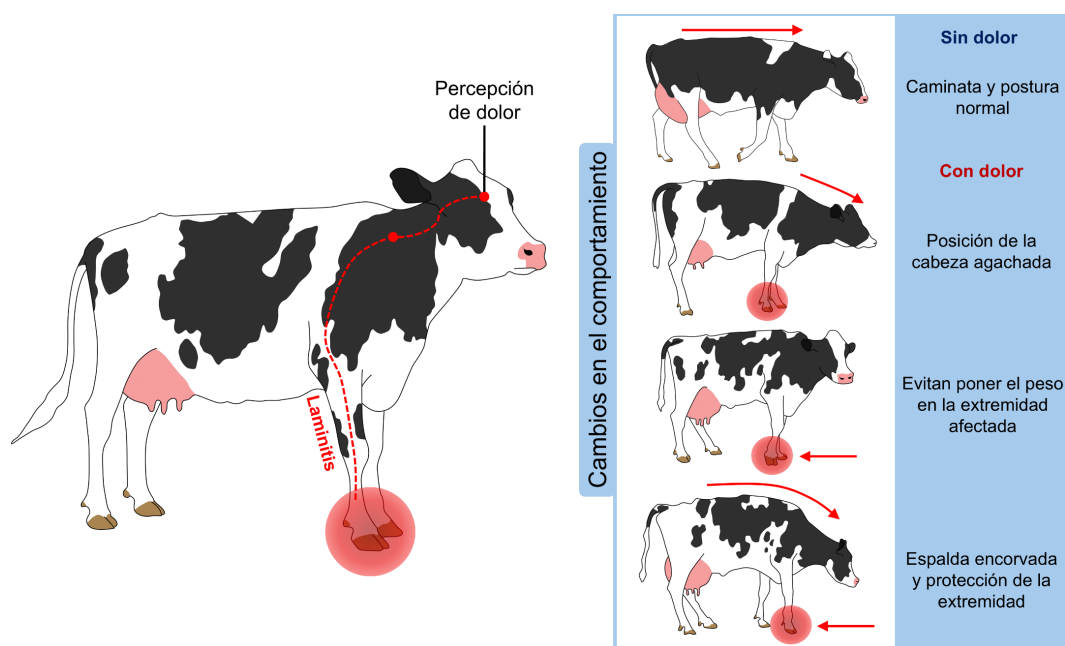 Percepción
de dolor
Laminitis
Cambios en el comportamiento
Sin dolor
Caminata y postura
normal
Con dolor
Posición de la
cabeza agachada
Evitan poner el peso
en la extremidad
afectada
Espalda encorvada
y protección de la
extremidad